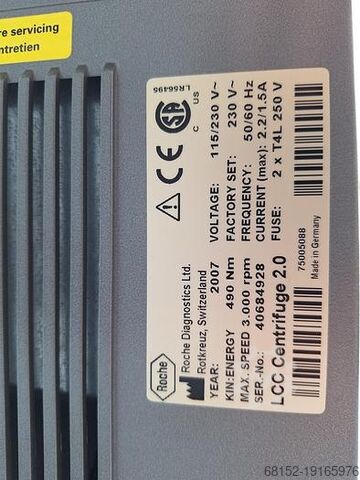 re servicing
ntretien
Roche
Roche Diagnostics Ltd.
Rotkreuz, Switzerland
YEAR: 2007
KIN.ENERGY 490 Nm
MAX. SPEED 3.000 rpm
SER.-No.: 40684928
LCC Centrifuge 2.0
C US
LR56495
VOLTAGE: 115/230 V~
FACTORY SET: 230 V~
FREQUENCY: 50/60 Hz
CURRENT (max): 2.2/1.5A
FUSE: 2 x T4L 250 V
75005088
Made in Germany
68152-19165976